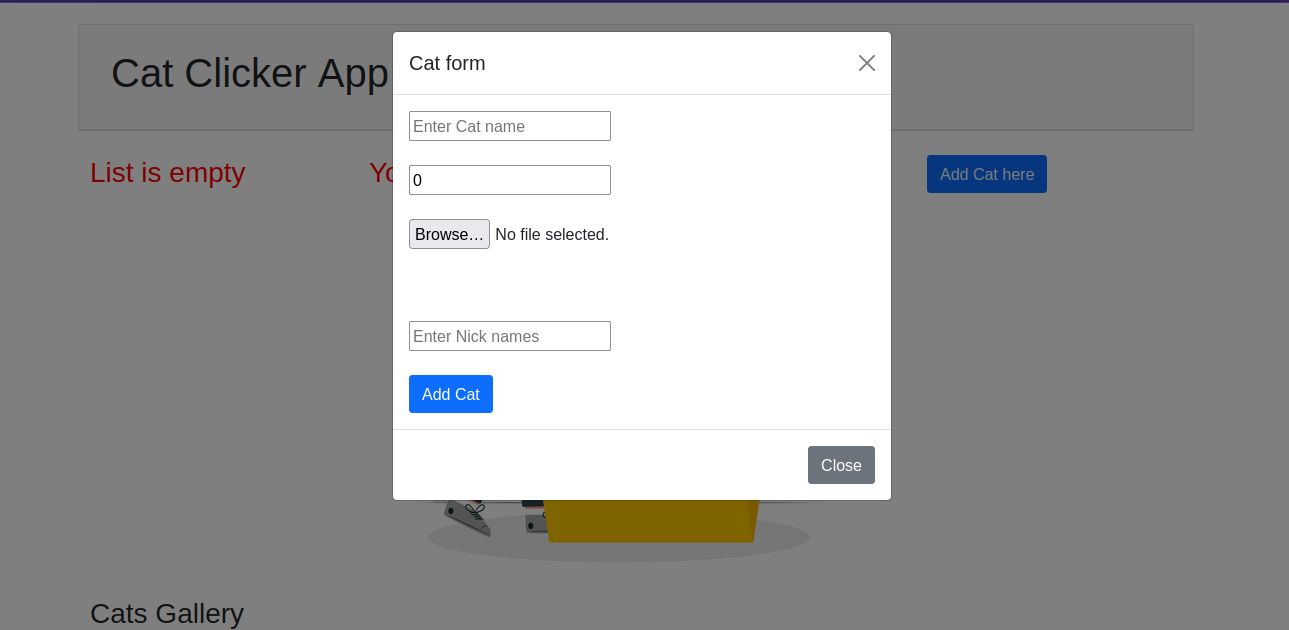 Cat Clicker App
Cat form
Enter Cat name
0
Browse… No file selected.
Enter Nick names
Add Cat
Close
List is empty
Add Cat here
Cats Gallery